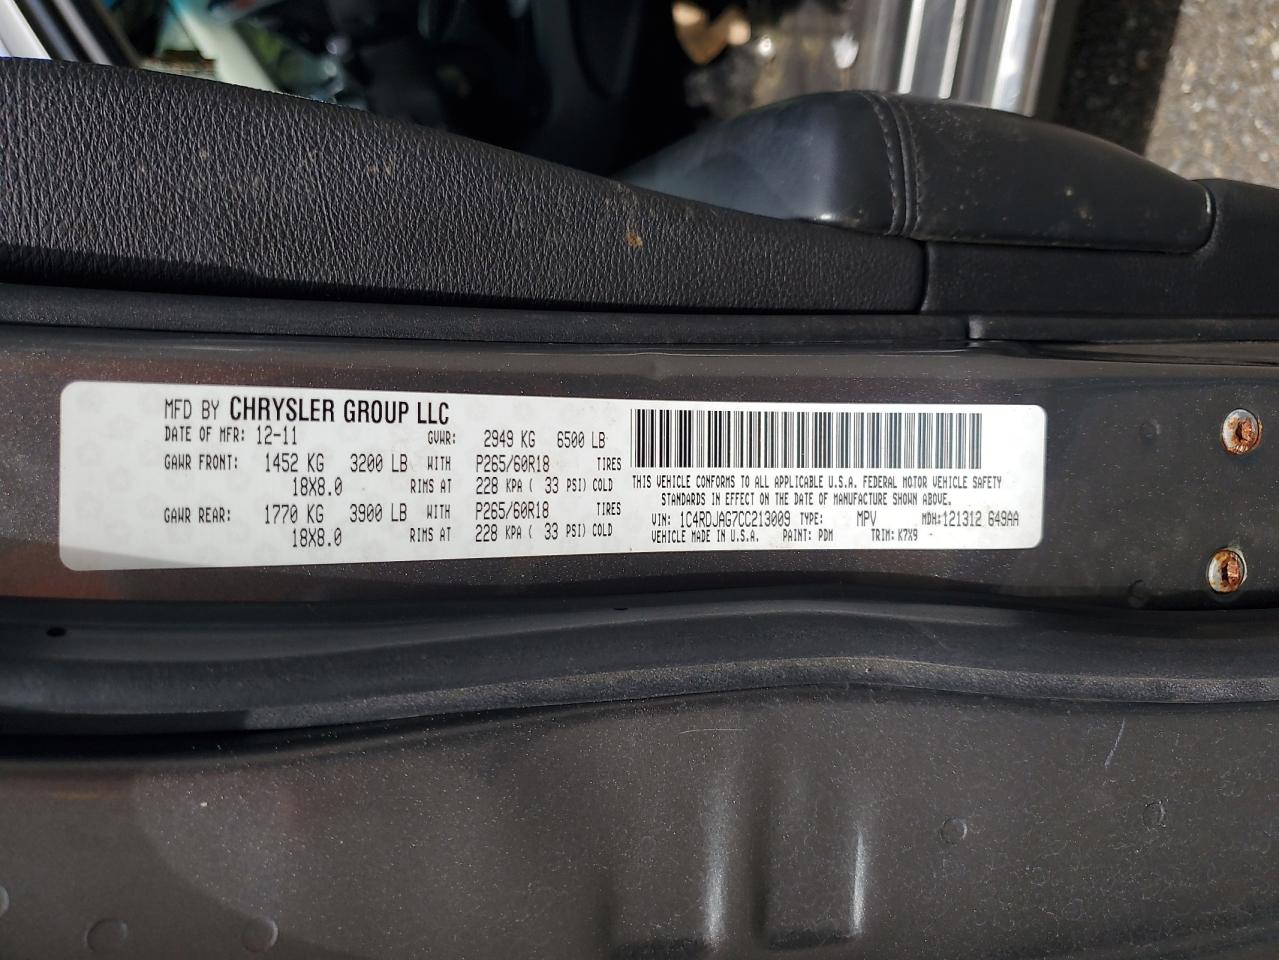 MFD BY CHRYSLER GROUP LLC
DATE OF MFR: 12-11 GVWR: 2949 KG 6500 LB
GAWR FRONT: 1452 KG 3200 LB WITH P265/60R18 TIRES
18X8.0 RIMS AT 228 KPA ( 33 PSI) COLD
GAWR REAR: 1770 KG 3900 LB WITH P265/60R18 TIRES
18X8.0 RIMS AT 228 KPA ( 33 PSI) COLD
THIS VEHICLE CONFORMS TO ALL APPLICABLE U.S.A. FEDERAL MOTOR VEHICLE SAFETY
STANDARDS IN EFFECT ON THE DATE OF MANUFACTURE SHOWN ABOVE.
VIN: 1C4RDJAG7CC213009 TYPE: MPV MDH:121312 649AA
VEHICLE MADE IN U.S.A. PAINT: PDM TRIM: K7X9 -